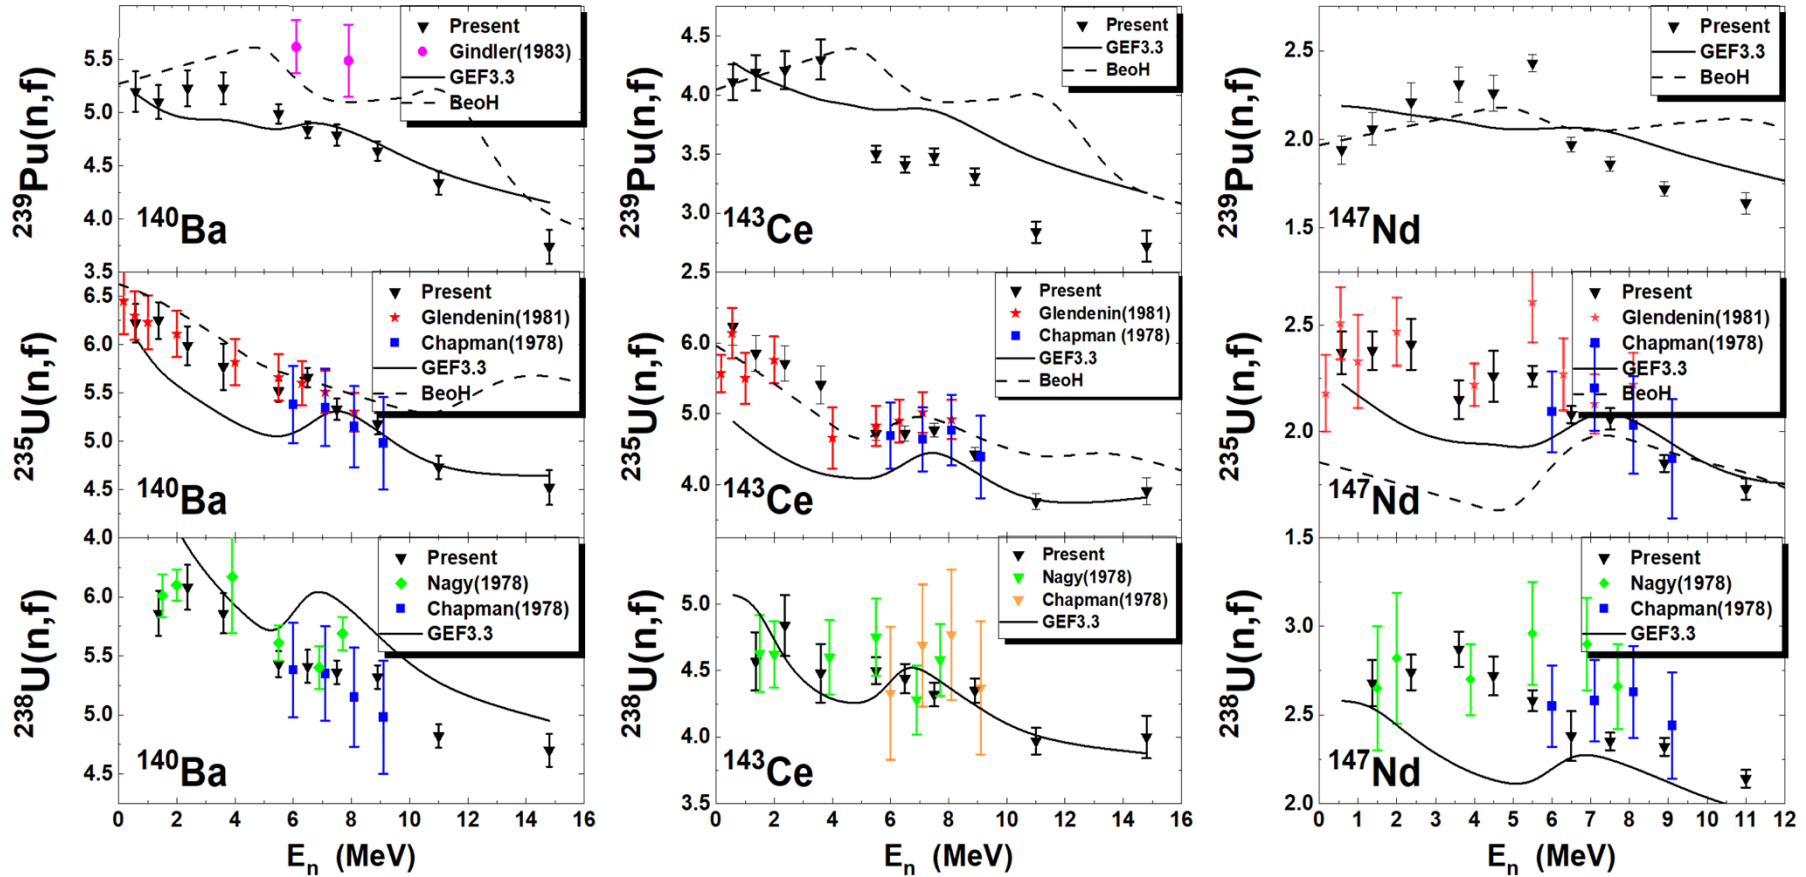 239Pu(n,f)
5.5
5.0
4.5
4.0
3.5
Present
Gindler(1983)
GEF3.3
BeoH
140Ba
239Pu(n,f)
4.5
4.0
3.5
3.0
2.5
Present
GEF3.3
BeoH
143Ce
239Pu(n,f)
2.5
2.0
1.5
Present
GEF3.3
BeoH
147Nd
235U(n,f)
6.5
6.0
5.5
5.0
4.5
4.0
Present
Glendenin(1981)
Chapman(1978)
GEF3.3
BeoH
140Ba
235U(n,f)
6.0
5.0
4.0
Present
Glendenin(1981)
Chapman(1978)
GEF3.3
BeoH
143Ce
235U(n,f)
2.5
2.0
1.5
Present
Glendenin(1981)
Chapman(1978)
GEF3.3
BeoH
147Nd
238U(n,f)
6.0
5.5
5.0
4.5
Present
Nagy(1978)
Chapman(1978)
GEF3.3
140Ba
0 2 4 6 8 10 12 14 16
En (MeV)
238U(n,f)
5.0
4.5
4.0
3.5
Present
Nagy(1978)
Chapman(1978)
GEF3.3
143Ce
0 2 4 6 8 10 12 14 16
En (MeV)
238U(n,f)
3.0
2.5
2.0
Present
Nagy(1978)
Chapman(1978)
GEF3.3
147Nd
0 1 2 3 4 5 6 7 8 9 10 11 12
En (MeV)